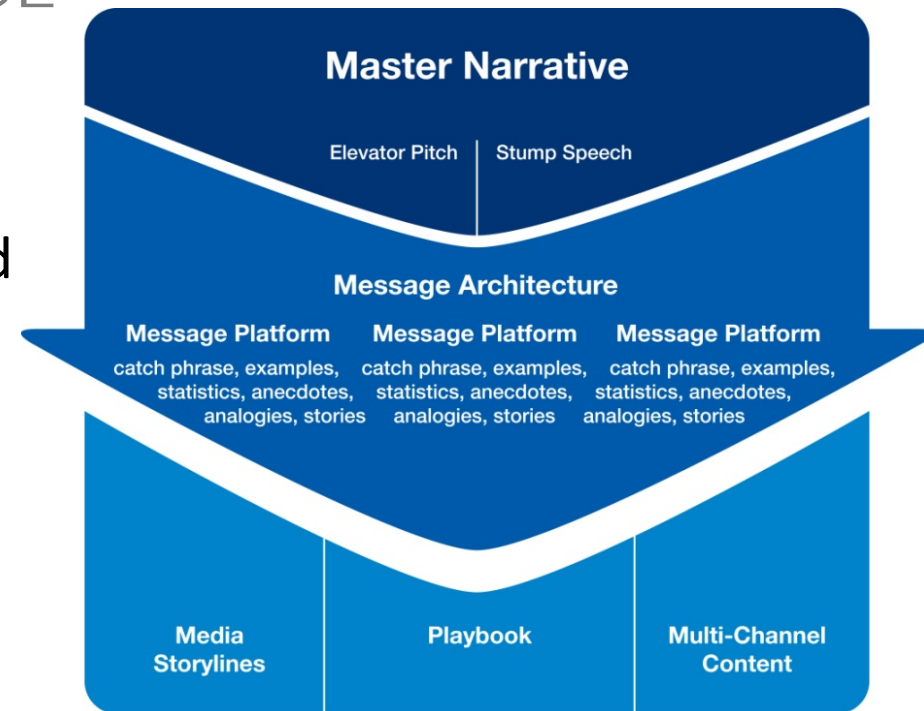 Master Narrative
Elevator Pitch Stump Speech
Message Architecture
Message Platform Message Platform Message Platform
catch phrase, examples, catch phrase, examples, catch phrase, examples,
statistics, anecdotes, statistics, anecdotes, statistics, anecdotes,
analogies, stories analogies, stories analogies, stories
Media
Storylines
Playbook
Multi-Channel
Content